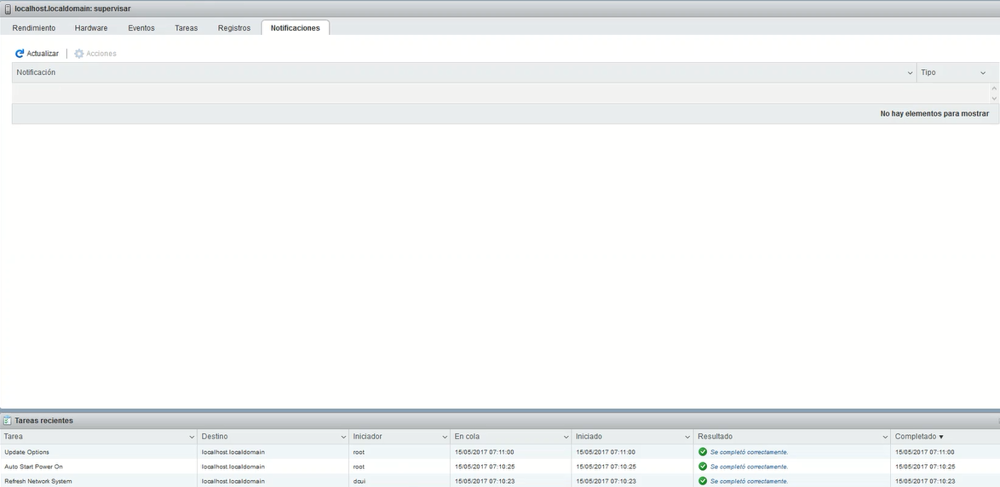 localhost.localdomain: supervisar
Rendimiento Hardware Eventos Tareas Registros Notificaciones
Actualizar | Acciones
Notificación Tipo
No hay elementos para mostrar
Tareas recientes
Tarea Destino Iniciador En cola Iniciado Resultado Completado ▼
Update Options localhost.localdomain root 15/05/2017 07:11:00 15/05/2017 07:11:00 Se completó correctamente. 15/05/2017 07:11:00
Auto Start Power On localhost.localdomain root 15/05/2017 07:10:25 15/05/2017 07:10:25 Se completó correctamente. 15/05/2017 07:10:25
Refresh Network System localhost.localdomain dcui 15/05/2017 07:10:23 15/05/2017 07:10:23 Se completó correctamente. 15/05/2017 07:10:23